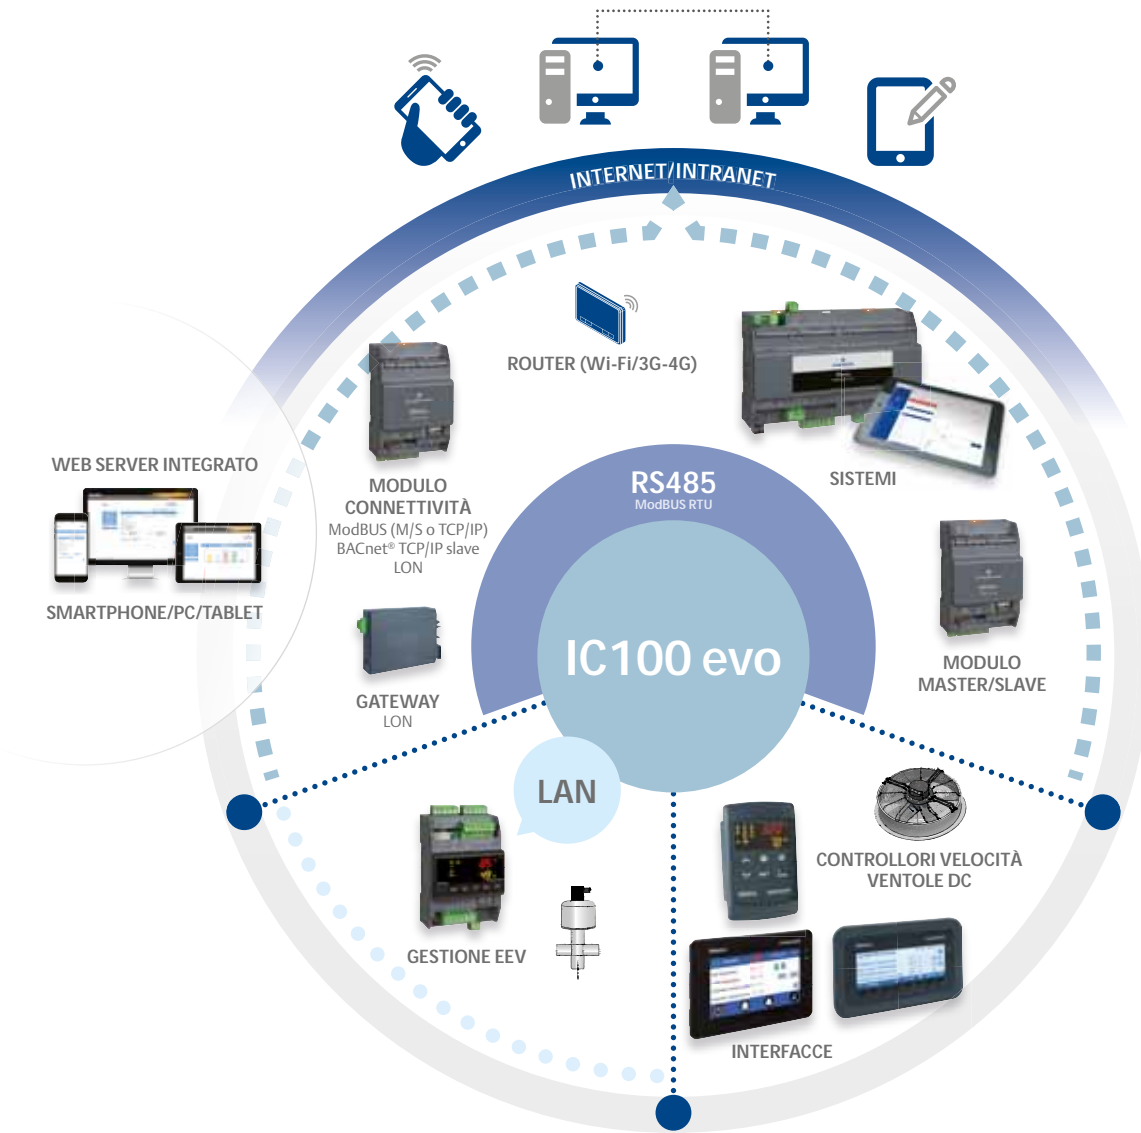 INTERNET/INTRANET
ROUTER (Wi-Fi/3G-4G)
SISTEMI
WEB SERVER INTEGRATO
SMARTPHONE/PC/TABLET
MODULO
CONNETTIVITÀ
ModBUS (M/S o TCP/IP)
BACnet® TCP/IP slave
LON
RS485
ModBUS RTU
IC100 evo
GATEWAY
LON
MODULO
MASTER/SLAVE
LAN
CONTROLLORI VELOCITÀ
VENTOLE DC
GESTIONE EEV
INTERFACCE